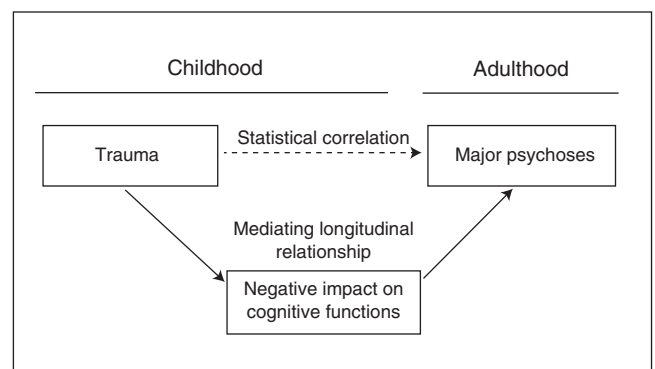 Childhood
Adulthood
Statistical correlation
Trauma
Major psychoses
Mediating longitudinal
relationship
Negative impact on
cognitive functions